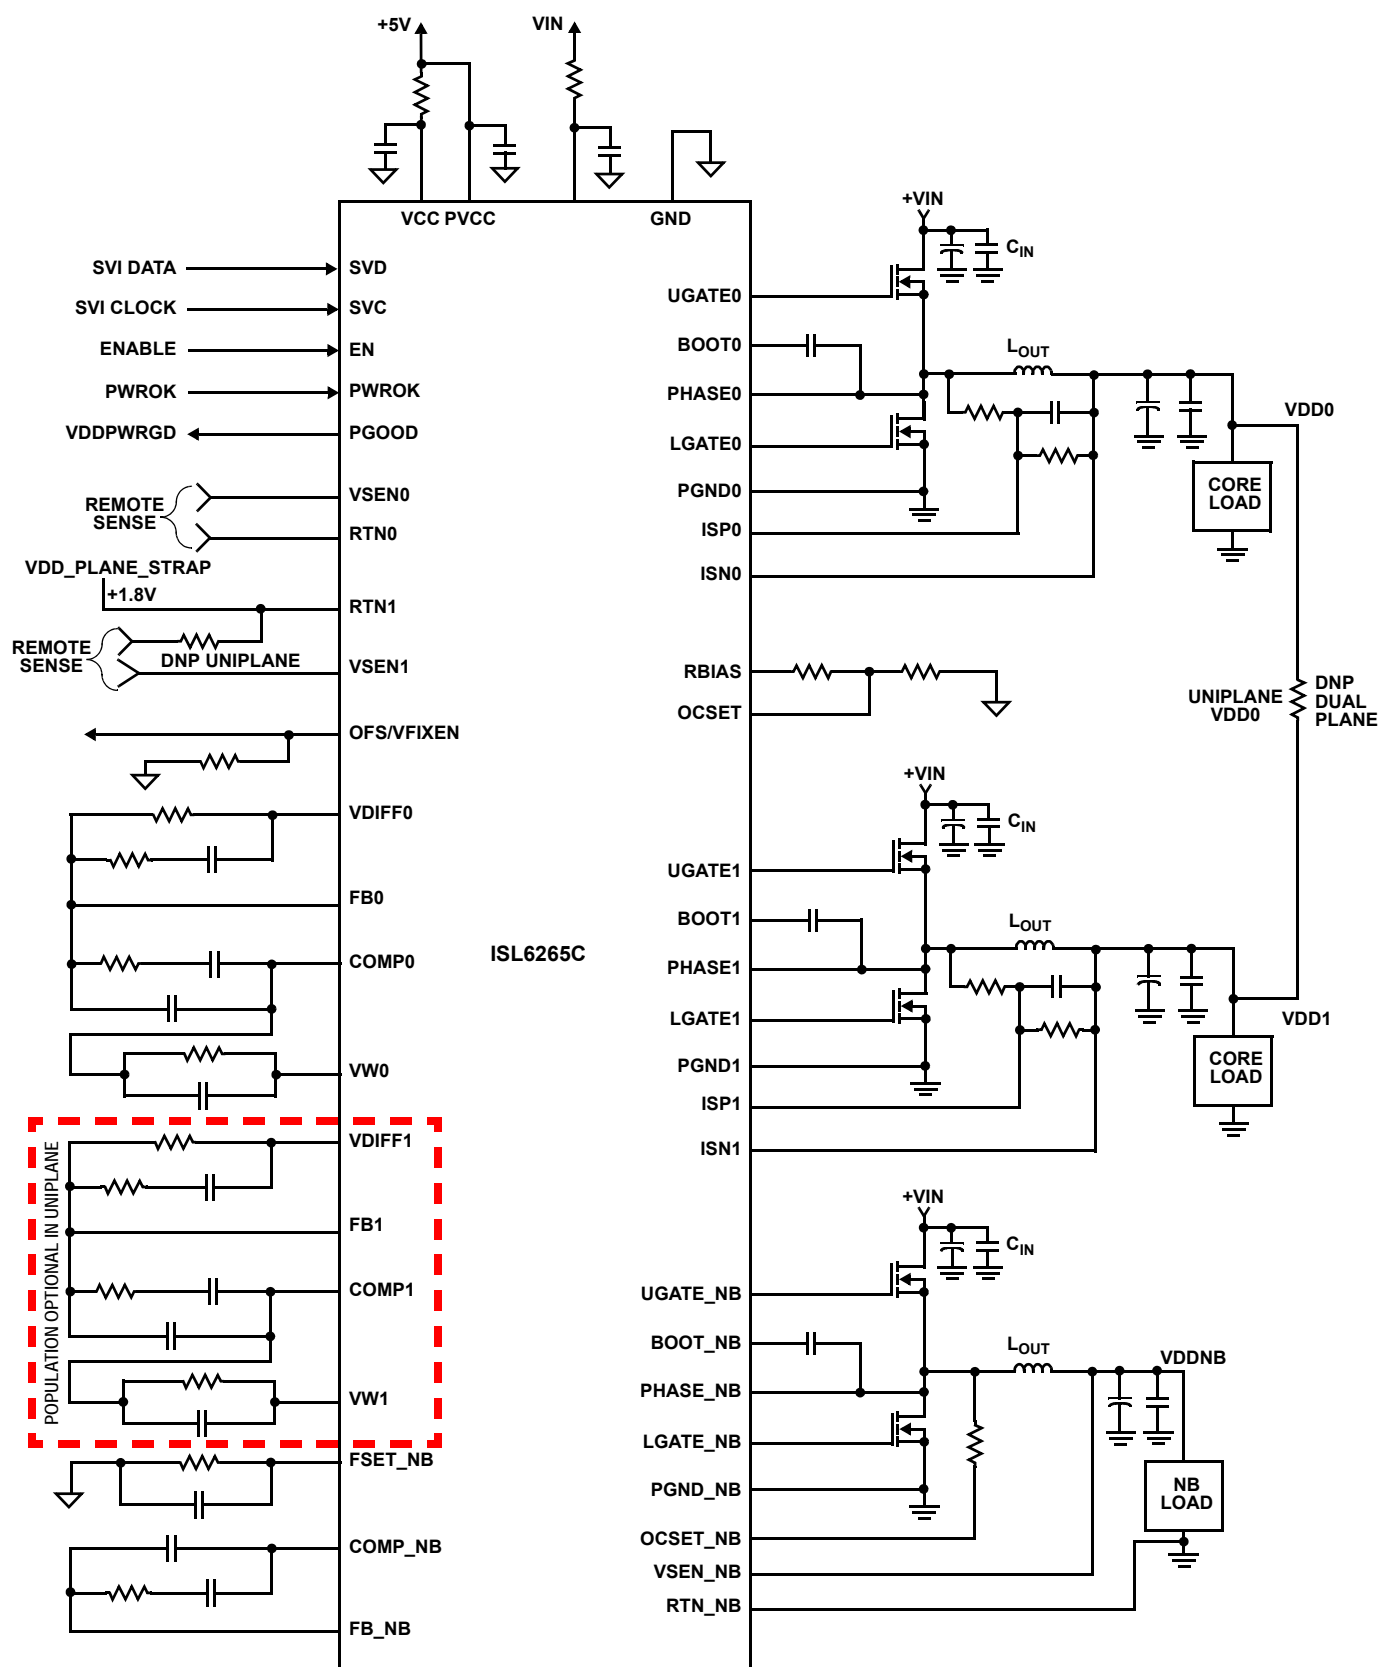 +5V
VIN
VCC PVCC
GND
SVI DATA
SVD
SVI CLOCK
SVC
ENABLE
EN
PWROK
PWROK
VDDPWRGD
PGOOD
REMOTE
SENSE
VSEN0
RTN0
VDD_PLANE_STRAP
+1.8V
RTN1
REMOTE
SENSE
DNP UNIPLANE
VSEN1
OFS/VFIXEN
VDIFF0
FB0
COMP0
VW0
POPULATION OPTIONAL IN UNIPLANE
VDIFF1
FB1
COMP1
VW1
FSET_NB
COMP_NB
FB_NB
ISL6265C
+VIN
CIN
UGATE0
BOOT0
LOUT
PHASE0
VDD0
LGATE0
CORE
LOAD
PGND0
ISP0
ISN0
RBIAS
OCSET
UNIPLANE
VDD0
DNP
DUAL
PLANE
+VIN
CIN
UGATE1
BOOT1
LOUT
PHASE1
LGATE1
VDD1
CORE
LOAD
PGND1
ISP1
ISN1
+VIN
CIN
UGATE_NB
BOOT_NB
LOUT
VDDNB
PHASE_NB
LGATE_NB
PGND_NB
NB
LOAD
OCSET_NB
VSEN_NB
RTN_NB